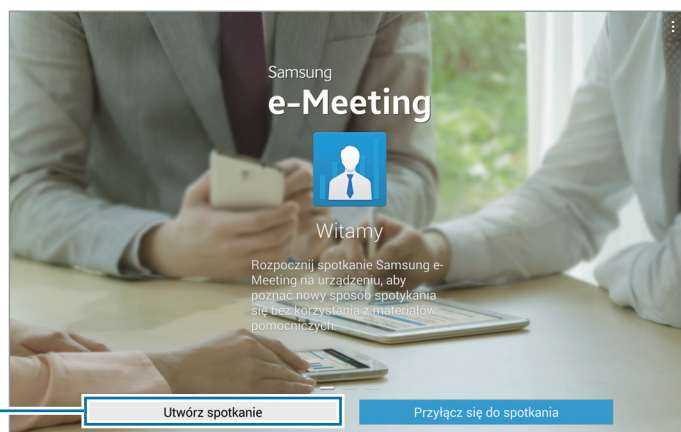 Samsung
e-Meeting
Witamy
Rozpocznij spotkanie Samsung e-
Meeting na urządzeniu, aby
poznać nowy sposób spotykania
się bez korzystania z materiałów
pomocniczych.
Utwórz spotkanie
Przyłącz się do spotkania